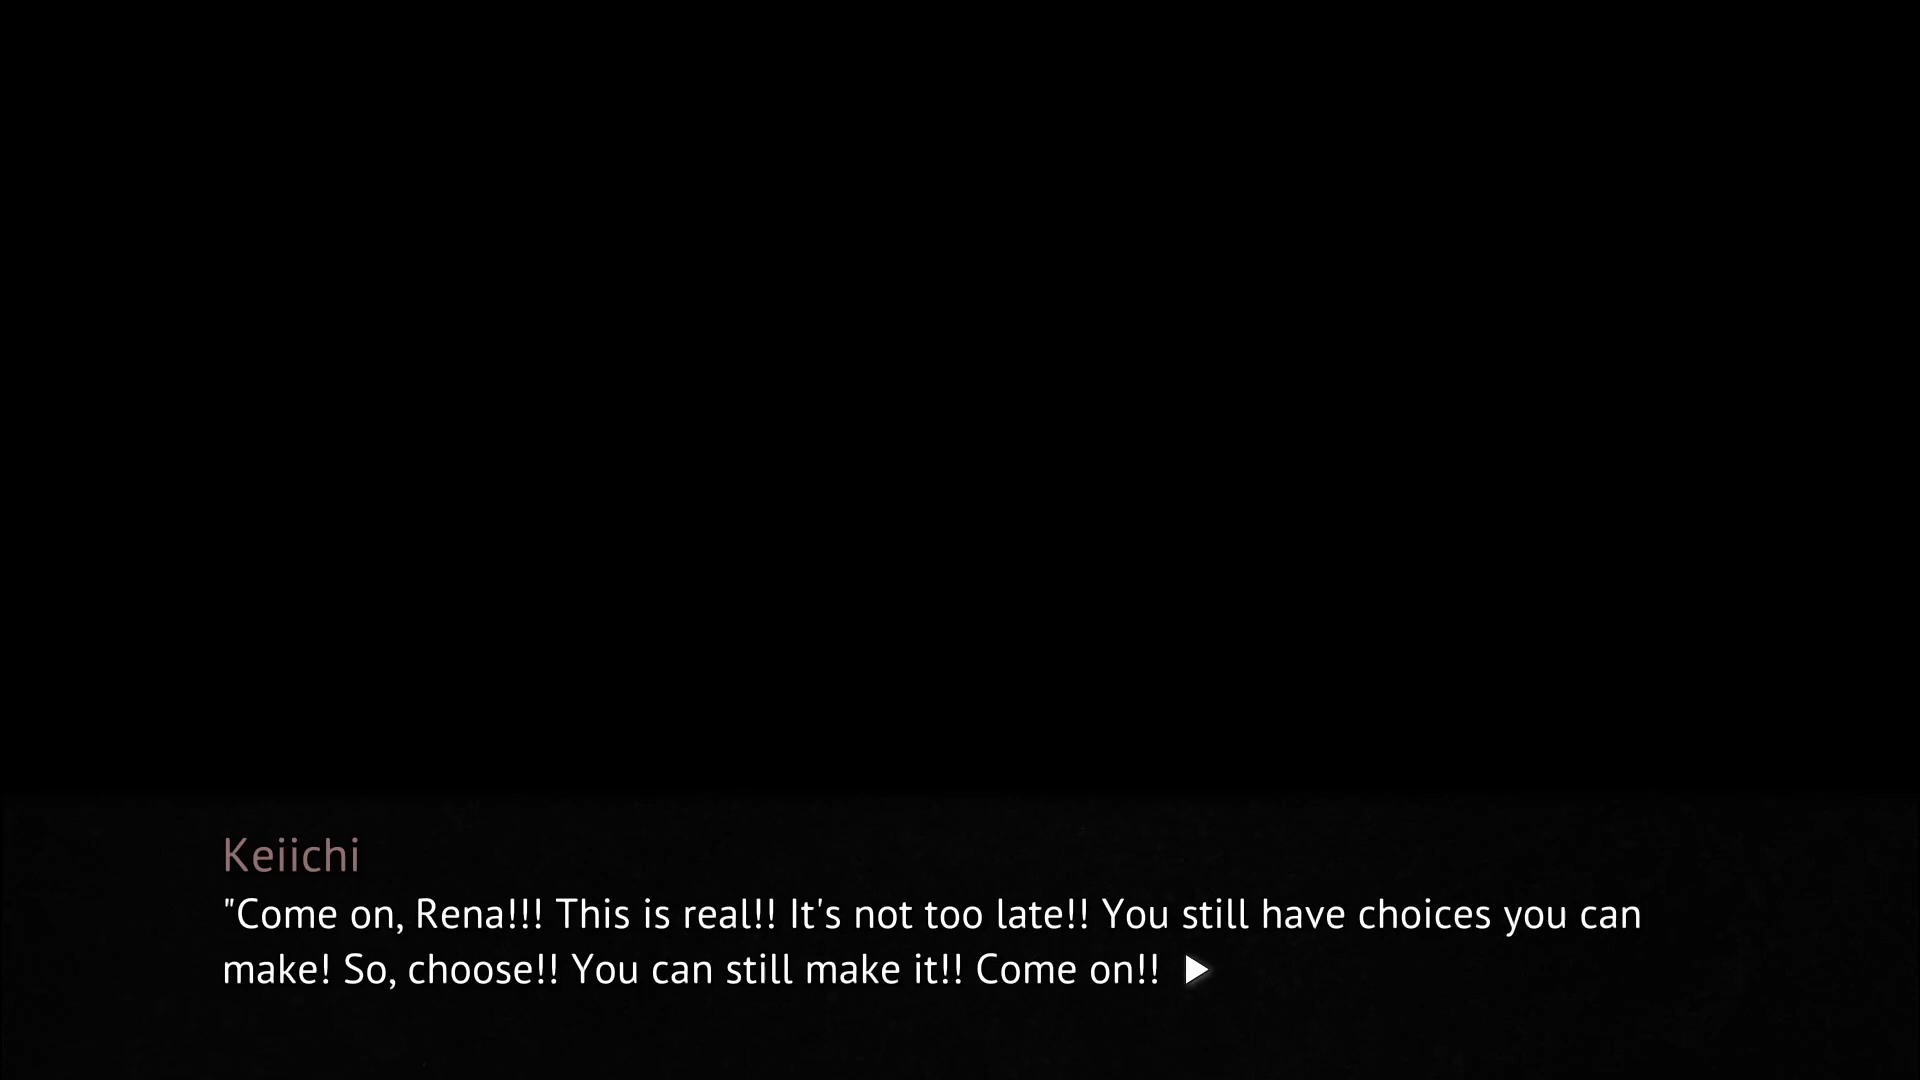 Keiichi
"Come on, Rena!!! This is real!! It's not too late!! You still have choices you can
make! So, choose!! You can still make it!! Come on!!